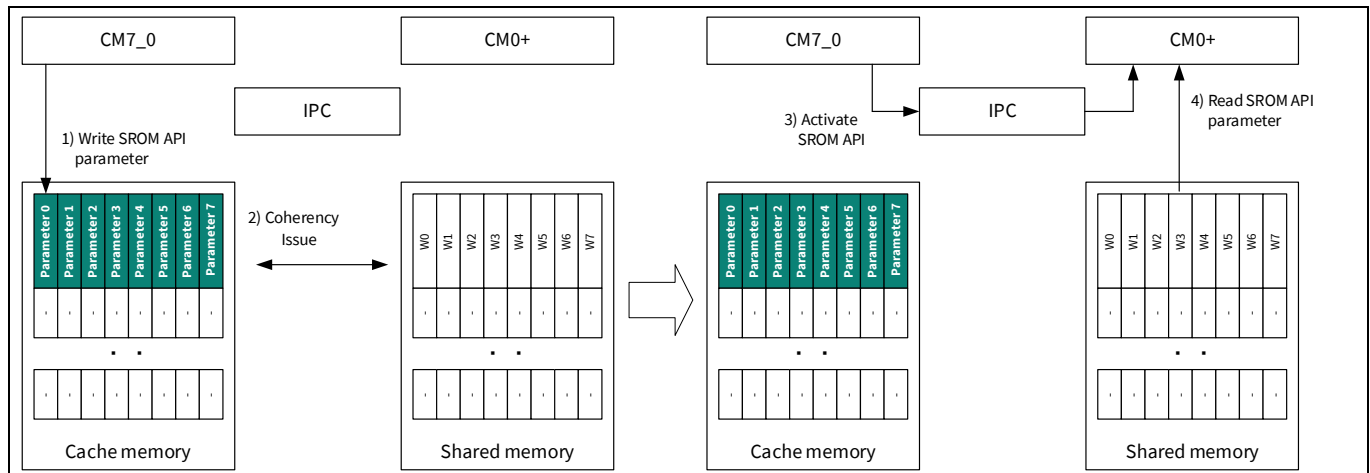 CM7_0
CM0+
CM7_0
CM0+
IPC
IPC
1) Write SROM API
parameter
2) Coherency
Issue
3) Activate
SROM API
4) Read SROM API
parameter
Parameter 0
Parameter 1
Parameter 2
Parameter 3
Parameter 4
Parameter 5
Parameter 6
Parameter 7
- - - - - - - -
. .
- - - - - - - -
Cache memory
W0
W1
W2
W3
W4
W5
W6
W7
- - - - - - - -
. .
- - - - - - - -
Shared memory
Parameter 0
Parameter 1
Parameter 2
Parameter 3
Parameter 4
Parameter 5
Parameter 6
Parameter 7
- - - - - - - -
. .
- - - - - - - -
Cache memory
W0
W1
W2
W3
W4
W5
W6
W7
- - - - - - - -
. .
- - - - - - - -
Shared memory